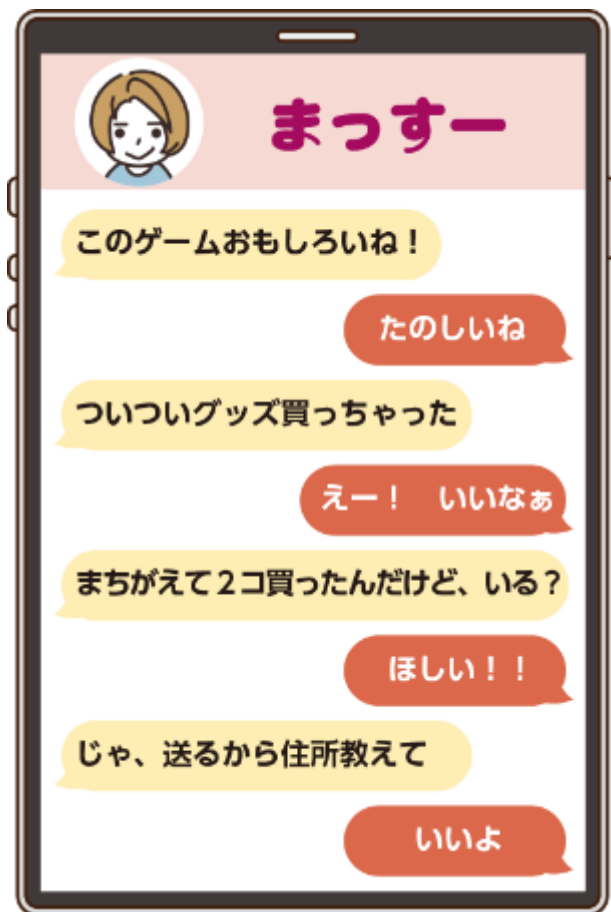 まっすー
このゲームおもしろいね！
たのしいね
ついついグッズ買っちゃった
えー！　いいなぁ
まちがえて２コ買ったんだけど、いる？
ほしい！！
じゃ、送るから住所教えて
いいよ